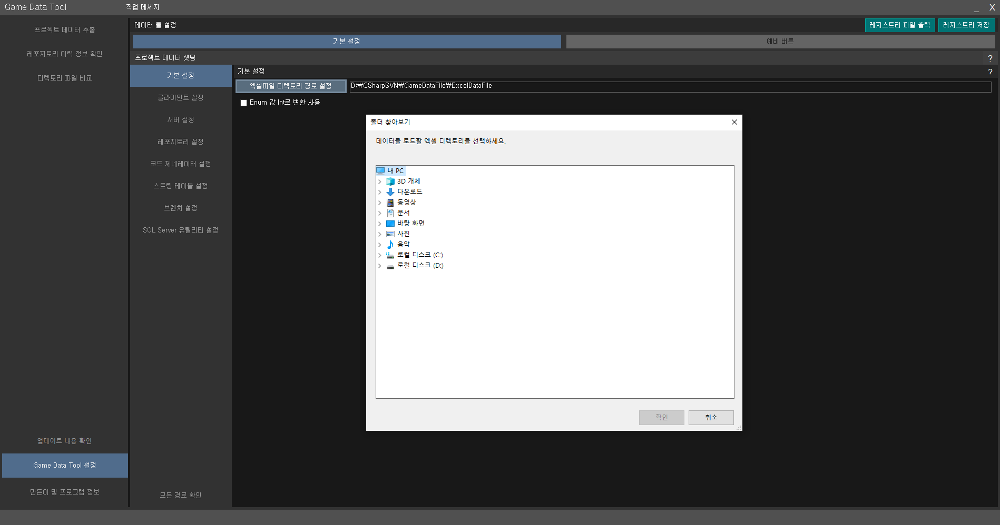 Game Data Tool
작업 메세지
_ X
프로젝트 데이터 추출
레포지토리 이력 정보 확인
디렉토리 파일 비교
업데이트 내용 확인
Game Data Tool 설정
만든이 및 프로그램 정보
데이터 툴 설정
레지스트리 파일 출력
레지스트리 저장
기본 설정
예비 버튼
프로젝트 데이터 셋팅
?
기본 설정
클라이언트 설정
서버 설정
레포지토리 설정
코드 제네레이터 설정
스트링 테이블 설정
브렌치 설정
SQL Server 유틸리티 설정
모든 경로 확인
기본 설정
?
엑셀파일 디렉토리 경로 설정
D:₩CSharpSVN₩GameDataFile₩ExcelDataFile
Enum 값 Int로 변환 사용
폴더 찾아보기
데이터를 로드할 엑셀 디렉토리를 선택하세요.
내 PC
3D 개체
다운로드
동영상
문서
바탕 화면
사진
음악
로컬 디스크 (C:)
로컬 디스크 (D:)
확인
취소